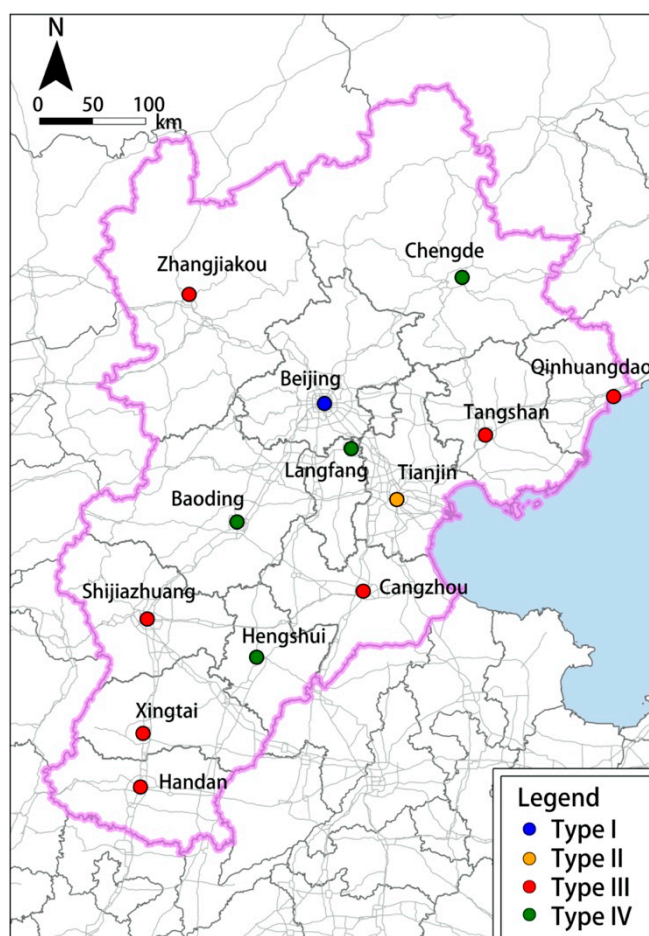 N
0 50 100
km
Zhangjiakou
Chengde
Beijing
Qinhuangdao
Tangshan
Langfang
Tianjin
Baoding
Shijiazhuang
Cangzhou
Hengshui
Xingtai
Handan
Legend
Type I
Type II
Type III
Type IV